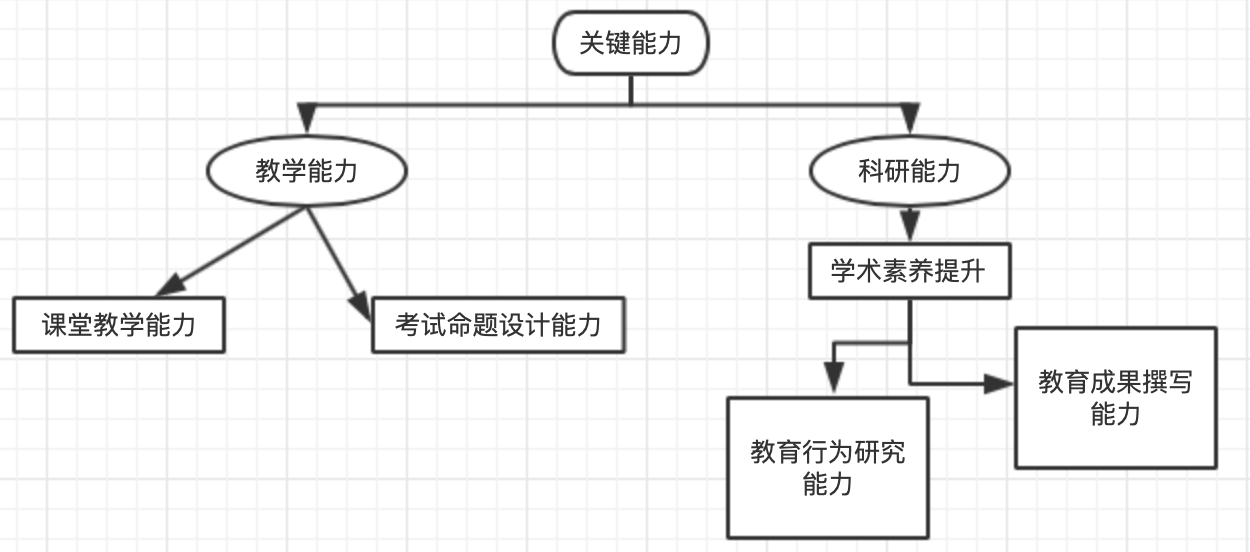 关键能力
教学能力
科研能力
学术素养提升
课堂教学能力
考试命题设计能力
教育成果撰写
能力
教育行为研究
能力